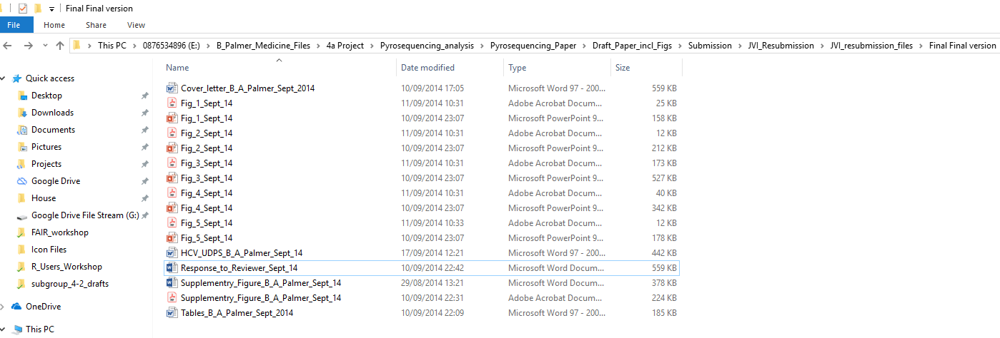 Final Final version
File Home Share View
This PC > 0876534896 (E:) > B_Palmer_Medicine_Files > 4a Project > Pyrosequencing_analysis > Pyrosequencing_Paper > Draft_Paper_incl_Figs > Submission > JVI_Resubmission > JVI_resubmission_files > Final Final version
Name Date modified Type Size
Quick access
Desktop
Downloads
Documents
Pictures
Projects
Google Drive
House
Google Drive File Stream (G:)
FAIR_workshop
Icon Files
R_Users_Workshop
subgroup_4-2_drafts
OneDrive
This PC
Cover_letter_B_A_Palmer_Sept_2014 10/09/2014 17:05 Microsoft Word 97 - 200... 559 KB
Fig_1_Sept_14 11/09/2014 10:31 Adobe Acrobat Docum... 25 KB
Fig_1_Sept_14 10/09/2014 23:07 Microsoft PowerPoint 9... 158 KB
Fig_2_Sept_14 11/09/2014 10:31 Adobe Acrobat Docum... 12 KB
Fig_2_Sept_14 10/09/2014 23:07 Microsoft PowerPoint 9... 212 KB
Fig_3_Sept_14 11/09/2014 10:31 Adobe Acrobat Docum... 173 KB
Fig_3_Sept_14 10/09/2014 23:07 Microsoft PowerPoint 9... 527 KB
Fig_4_Sept_14 11/09/2014 10:31 Adobe Acrobat Docum... 40 KB
Fig_4_Sept_14 10/09/2014 23:07 Microsoft PowerPoint 9... 342 KB
Fig_5_Sept_14 11/09/2014 10:33 Adobe Acrobat Docum... 12 KB
Fig_5_Sept_14 10/09/2014 23:07 Microsoft PowerPoint 9... 178 KB
HCV_UDPS_B_A_Palmer_Sept_14 17/09/2014 12:21 Microsoft Word 97 - 200... 442 KB
Response_to_Reviewer_Sept_14 10/09/2014 22:42 Microsoft Word Docum... 559 KB
Supplementry_Figure_B_A_Palmer_Sept_14 29/08/2014 13:21 Microsoft Word Docum... 378 KB
Supplementry_Figure_B_A_Palmer_Sept_14 10/09/2014 22:31 Adobe Acrobat Docum... 224 KB
Tables_B_A_Palmer_Sept_2014 10/09/2014 22:09 Microsoft Word 97 - 200... 185 KB